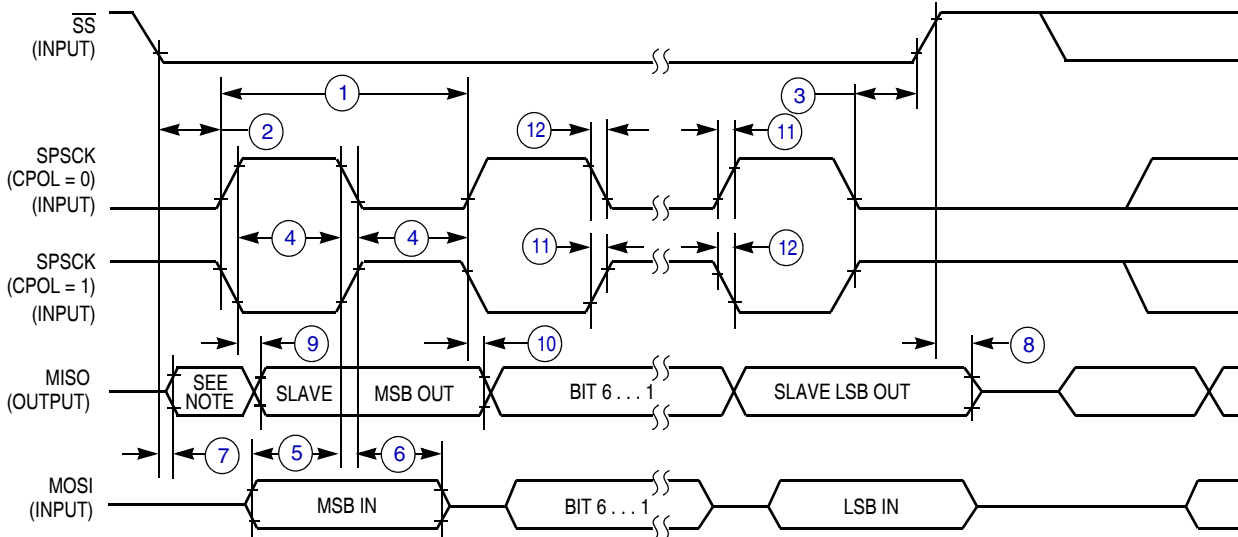 SS
(INPUT)
1
3
2
12
11
SPSCK
(CPOL = 0)
(INPUT)
4
4
11
12
SPSCK
(CPOL = 1)
(INPUT)
9
10
8
MISO
(OUTPUT)
SEE
NOTE
SLAVE
MSB OUT
BIT 6 . . . 1
SLAVE LSB OUT
7
5
6
MOSI
(INPUT)
MSB IN
BIT 6 . . . 1
LSB IN